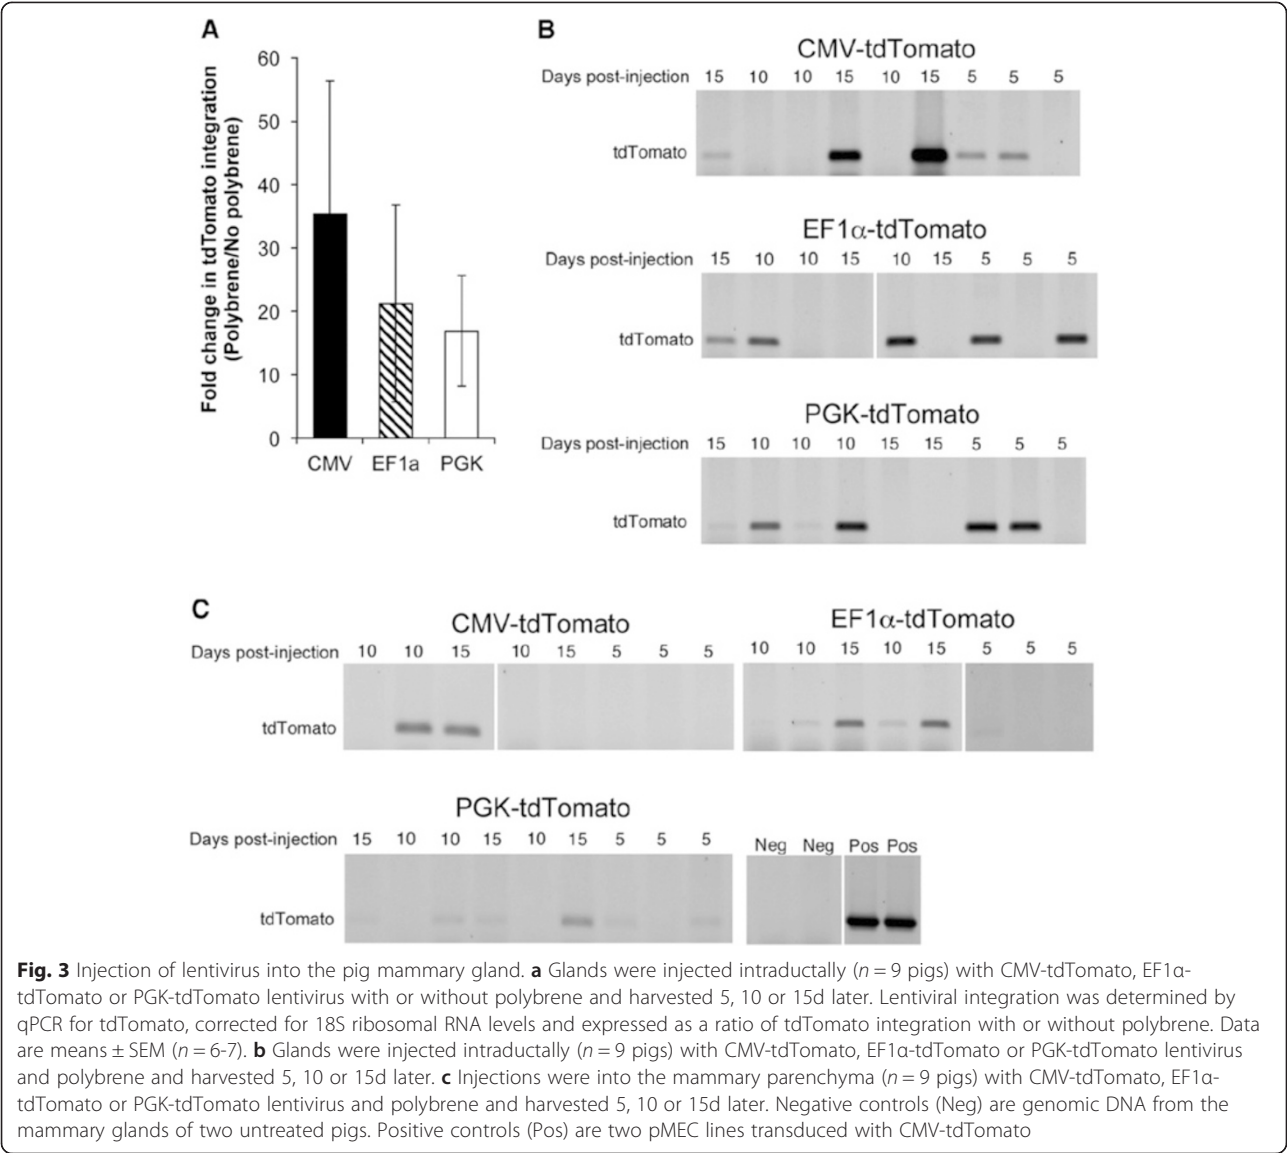 A
Fold change in tdTomato integration
(Polybrene/No polybrene)
60
50
40
30
20
10
0
CMV EF1a PGK
B
CMV-tdTomato
Days post-injection 15 10 10 15 10 15 5 5 5
tdTomato
EF1α-tdTomato
Days post-injection 15 10 10 15 10 15 5 5 5
tdTomato
PGK-tdTomato
Days post-injection 15 10 10 10 15 15 5 5 5
tdTomato
C
CMV-tdTomato
Days post-injection 10 10 15 10 15 5 5 5
tdTomato
EF1α-tdTomato
10 10 15 10 15 5 5 5
PGK-tdTomato
Days post-injection 15 10 10 15 10 15 5 5 5
tdTomato
Neg Neg Pos Pos
Fig. 3 Injection of lentivirus into the pig mammary gland. a Glands were injected intraductally (n = 9 pigs) with CMV-tdTomato, EF1α-
tdTomato or PGK-tdTomato lentivirus with or without polybrene and harvested 5, 10 or 15d later. Lentiviral integration was determined by
qPCR for tdTomato, corrected for 18S ribosomal RNA levels and expressed as a ratio of tdTomato integration with or without polybrene. Data
are means ± SEM (n = 6-7). b Glands were injected intraductally (n = 9 pigs) with CMV-tdTomato, EF1α-tdTomato or PGK-tdTomato lentivirus
and polybrene and harvested 5, 10 or 15d later. c Injections were into the mammary parenchyma (n = 9 pigs) with CMV-tdTomato, EF1α-
tdTomato or PGK-tdTomato lentivirus and polybrene and harvested 5, 10 or 15d later. Negative controls (Neg) are genomic DNA from the
mammary glands of two untreated pigs. Positive controls (Pos) are two pMEC lines transduced with CMV-tdTomato